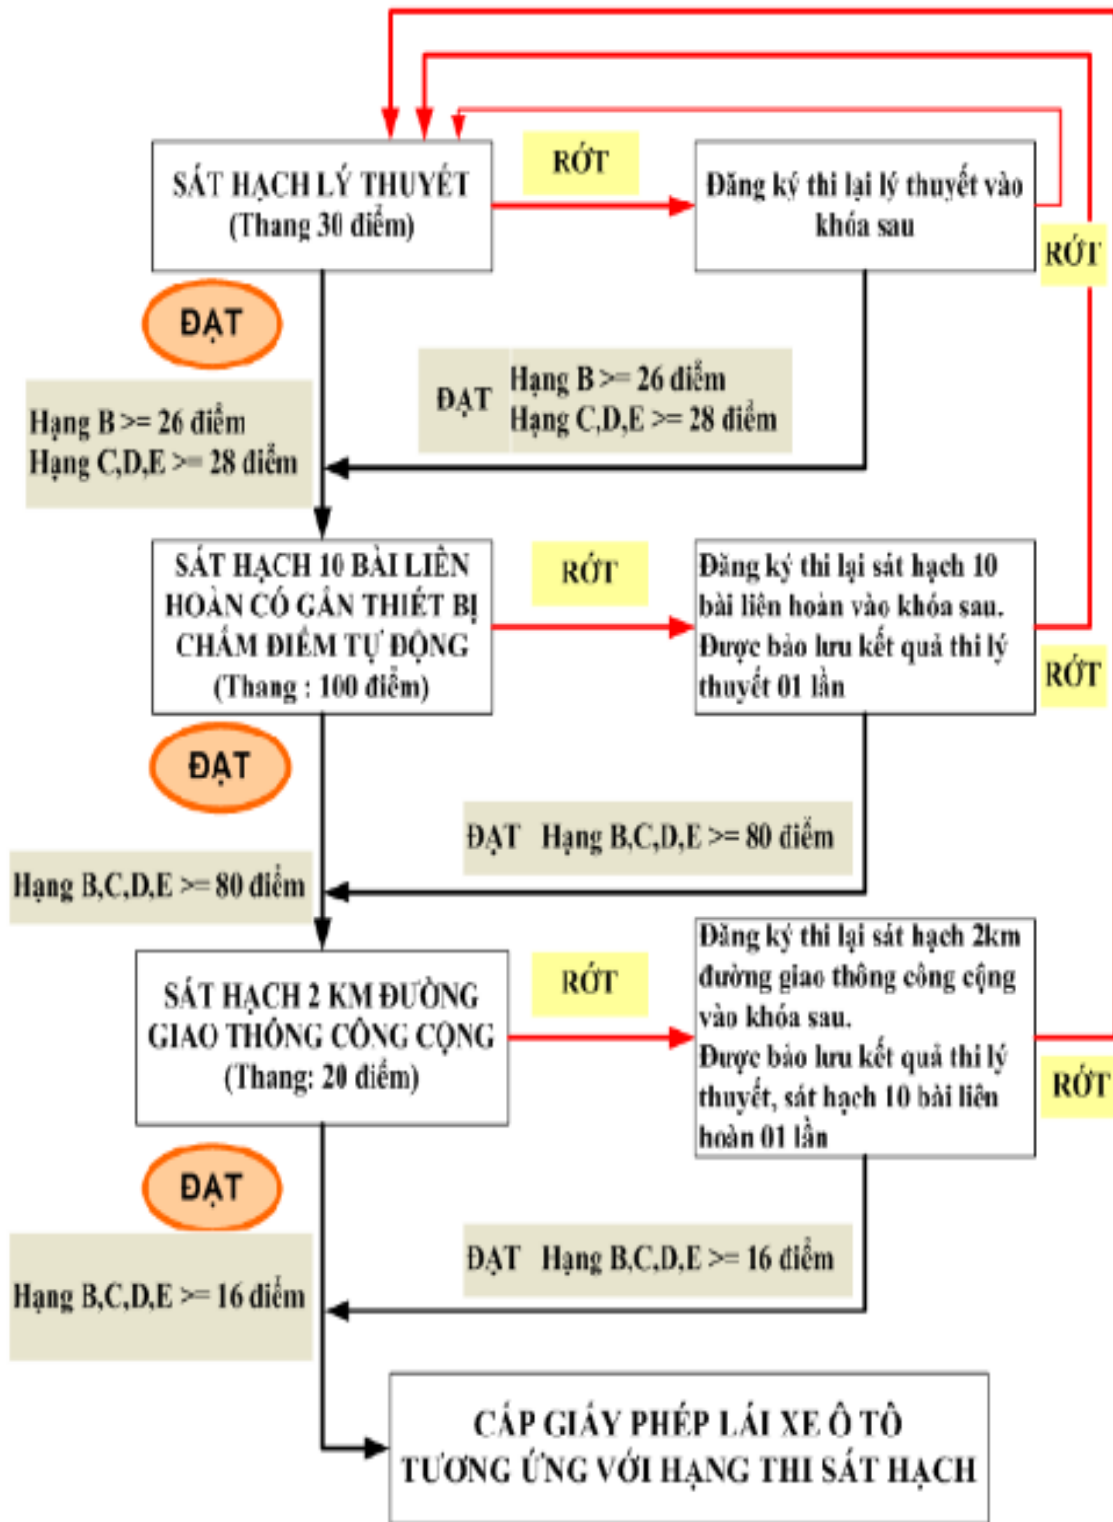 SÁT HẠCH LÝ THUYẾT
(Thang 30 điểm)
RỚT
Đăng ký thi lại lý thuyết vào
khóa sau
RỚT
ĐẠT
Hạng B >= 26 điểm
Hạng C,D,E >= 28 điểm
ĐẠT
Hạng B >= 26 điểm
Hạng C,D,E >= 28 điểm
SÁT HẠCH 10 BÀI LIÊN
HOÀN CÓ GẮN THIẾT BỊ
CHẤM ĐIỂM TỰ ĐỘNG
(Thang : 100 điểm)
RỚT
Đăng ký thi lại sát hạch 10
bài liên hoàn vào khóa sau.
Được bảo lưu kết quả thi lý
thuyết 01 lần
RỚT
ĐẠT
Hạng B,C,D,E >= 80 điểm
ĐẠT Hạng B,C,D,E >= 80 điểm
SÁT HẠCH 2 KM ĐƯỜNG
GIAO THÔNG CÔNG CỘNG
(Thang: 20 điểm)
RỚT
Đăng ký thi lại sát hạch 2km
đường giao thông công cộng
vào khóa sau.
Được bảo lưu kết quả thi lý
thuyết, sát hạch 10 bài liên
hoàn 01 lần
RỚT
ĐẠT
Hạng B,C,D,E >= 16 điểm
ĐẠT Hạng B,C,D,E >= 16 điểm
CẤP GIẤY PHÉP LÁI XE Ô TÔ
TƯƠNG ỨNG VỚI HẠNG THI SÁT HẠCH